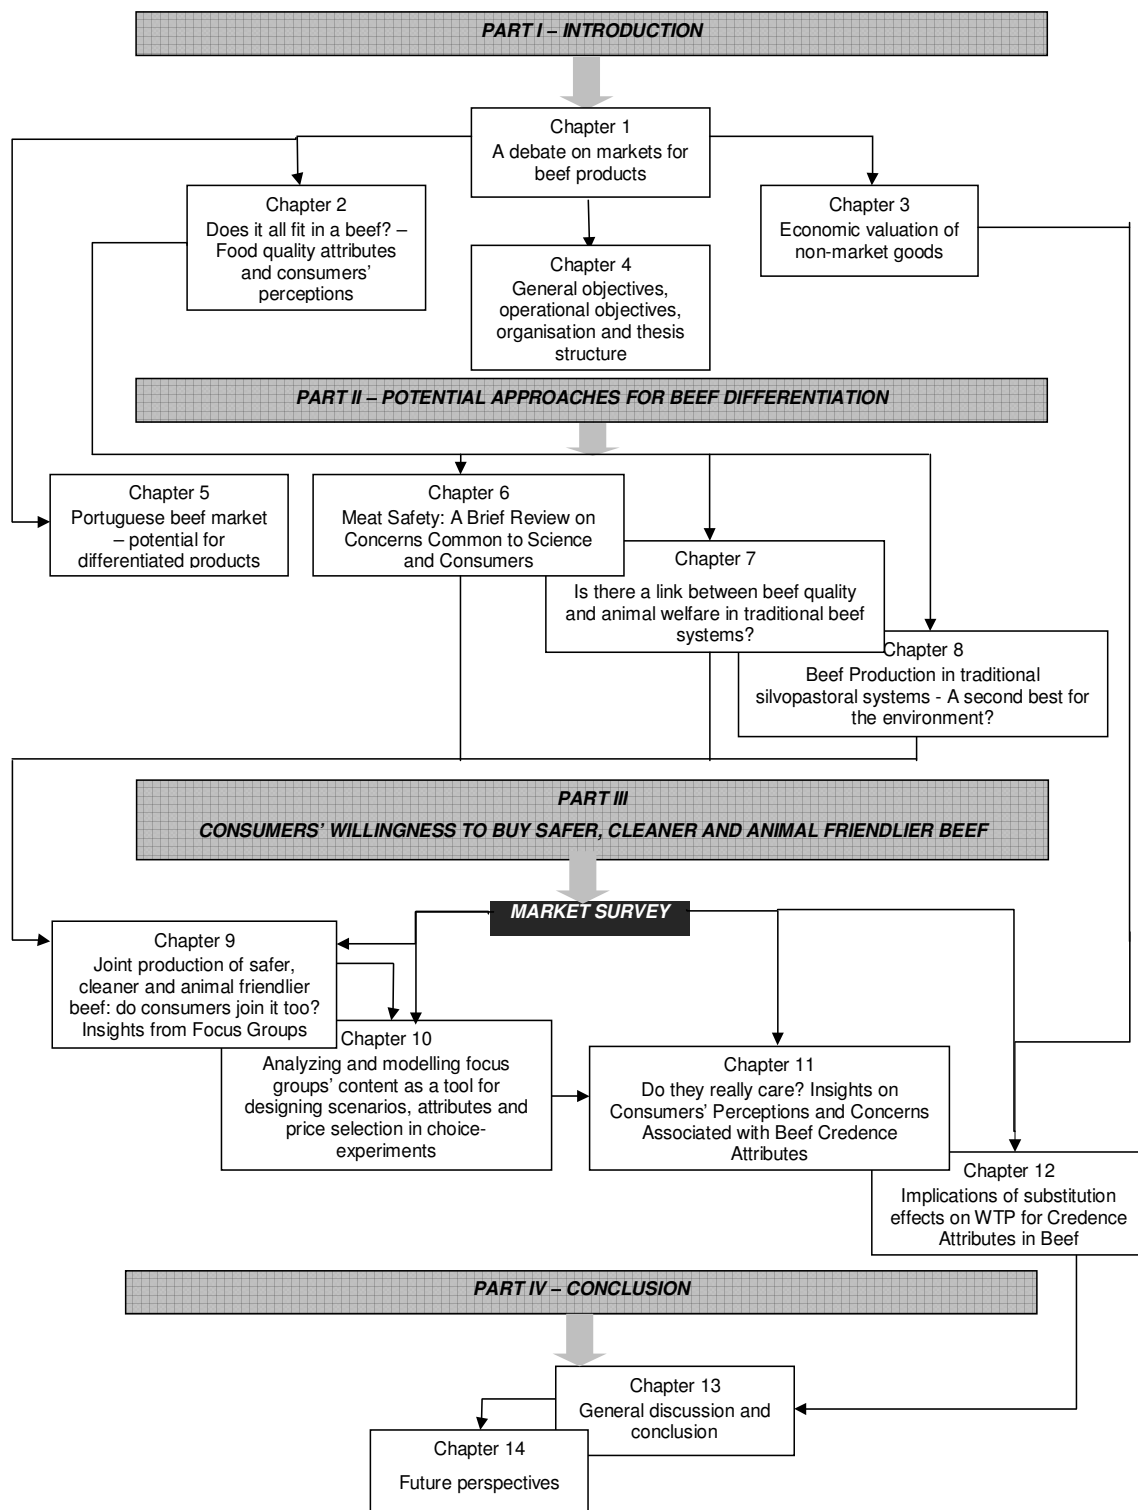 PART I – INTRODUCTION
Chapter 1
A debate on markets for
beef products
Chapter 2
Does it all fit in a beef? –
Food quality attributes
and consumers’
perceptions
Chapter 3
Economic valuation of
non-market goods
Chapter 4
General objectives,
operational objectives,
organisation and thesis
structure
PART II – POTENTIAL APPROACHES FOR BEEF DIFFERENTIATION
Chapter 5
Portuguese beef market
– potential for
differentiated products
Chapter 6
Meat Safety: A Brief Review on
Concerns Common to Science
and Consumers
Chapter 7
Is there a link between beef quality
and animal welfare in traditional beef
systems?
Chapter 8
Beef Production in traditional
silvopastoral systems - A second best for
the environment?
PART III
CONSUMERS’ WILLINGNESS TO BUY SAFER, CLEANER AND ANIMAL FRIENDLIER BEEF
MARKET SURVEY
Chapter 9
Joint production of safer,
cleaner and animal friendlier
beef: do consumers join it too?
Insights from Focus Groups
Chapter 10
Analyzing and modelling focus
groups’ content as a tool for
designing scenarios, attributes and
price selection in choice-
experiments
Chapter 11
Do they really care? Insights on
Consumers’ Perceptions and Concerns
Associated with Beef Credence
Attributes
Chapter 12
Implications of substitution
effects on WTP for Credence
Attributes in Beef
PART IV – CONCLUSION
Chapter 13
General discussion and
conclusion
Chapter 14
Future perspectives